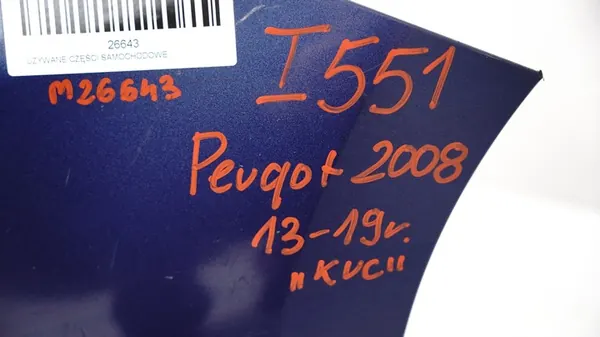 26643
UŻYWANE CZĘŚCI SAMOCHODOWE
M26643
I551
Peugot 2008
13-19r.
„KUC"